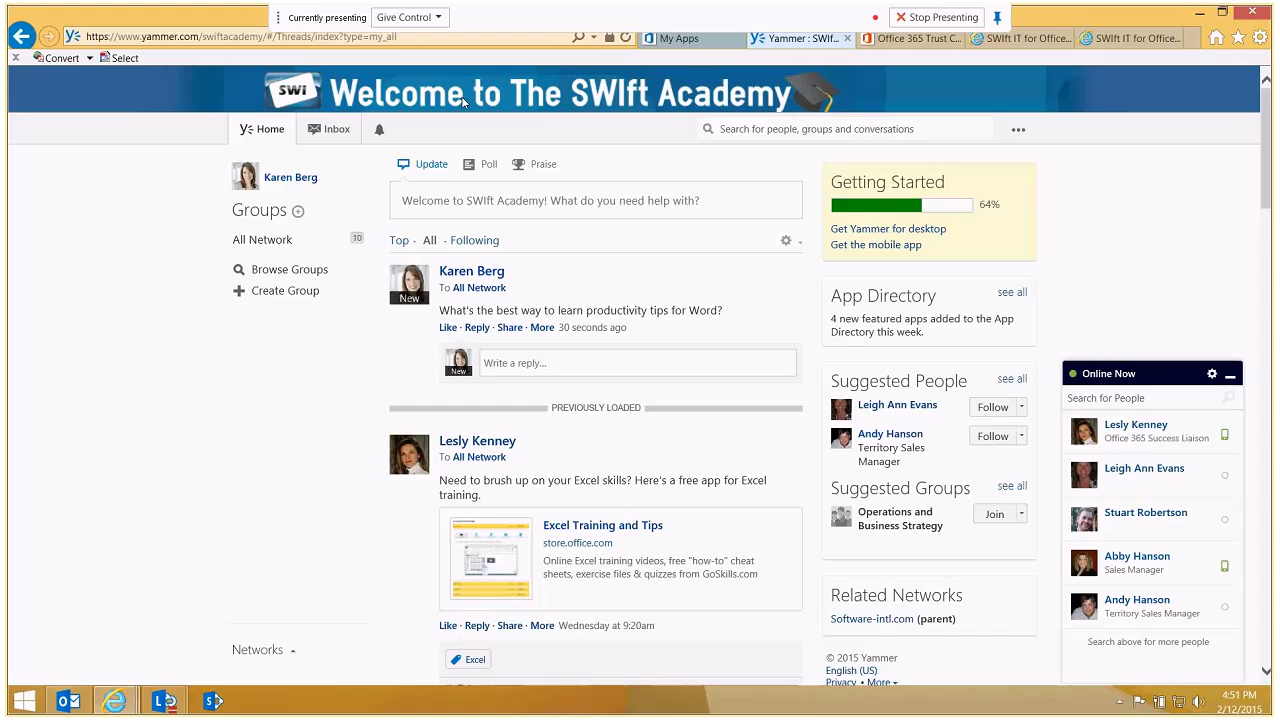 Currently presenting
Give Control
Stop Presenting
https://www.yammer.com/swiftacademy/#/Threads/index?type=my_all
My Apps
Yammer : SWIf...
Office 365 Trust C...
SWIft IT for Office...
SWIft IT for Office...
x
Convert
Select
SWi
Welcome to The SWIft Academy
Home
Inbox
Search for people, groups and conversations
Karen Berg
Groups
All Network
10
Browse Groups
Create Group
Networks
Update
Poll
Praise
Welcome to SWIft Academy! What do you need help with?
Top · All · Following
Karen Berg
New
To All Network
What's the best way to learn productivity tips for Word?
Like · Reply · Share · More 30 seconds ago
New
Write a reply...
PREVIOUSLY LOADED
Lesly Kenney
To All Network
Need to brush up on your Excel skills? Here's a free app for Excel
training.
Excel Training and Tips
store.office.com
Online Excel training videos, free "how-to" cheat
sheets, exercise files & quizzes from GoSkills.com
Like · Reply · Share · More Wednesday at 9:20am
Excel
Getting Started
64%
Get Yammer for desktop
Get the mobile app
App Directory
see all
4 new featured apps added to the App
Directory this week.
Suggested People
see all
Leigh Ann Evans
Follow
Andy Hanson
Territory Sales
Manager
Follow
Suggested Groups
see all
Operations and
Business Strategy
Join
Related Networks
Software-intl.com (parent)
© 2015 Yammer
English (US)
Privacy · More
Online Now
Search for People
Lesly Kenney
Office 365 Success Liaison
Leigh Ann Evans
Stuart Robertson
Abby Hanson
Sales Manager
Andy Hanson
Territory Sales Manager
Search above for more people
4:51 PM
2/12/2015